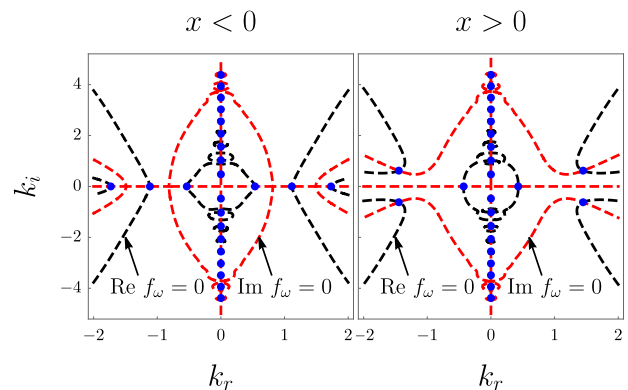 x < 0
x > 0
4
2
0
−2
−4
k_i
Re f_ω = 0
Im f_ω = 0
Re f_ω = 0
Im f_ω = 0
−2
−1
0
1
2
−2
−1
0
1
2
k_r
k_r